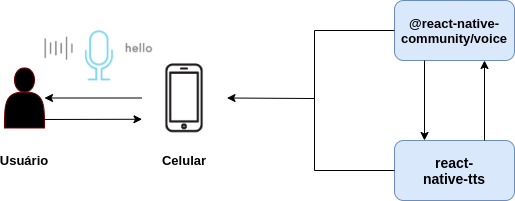 @react-native-
community/voice
hello
Usuário
Celular
react-
native-tts